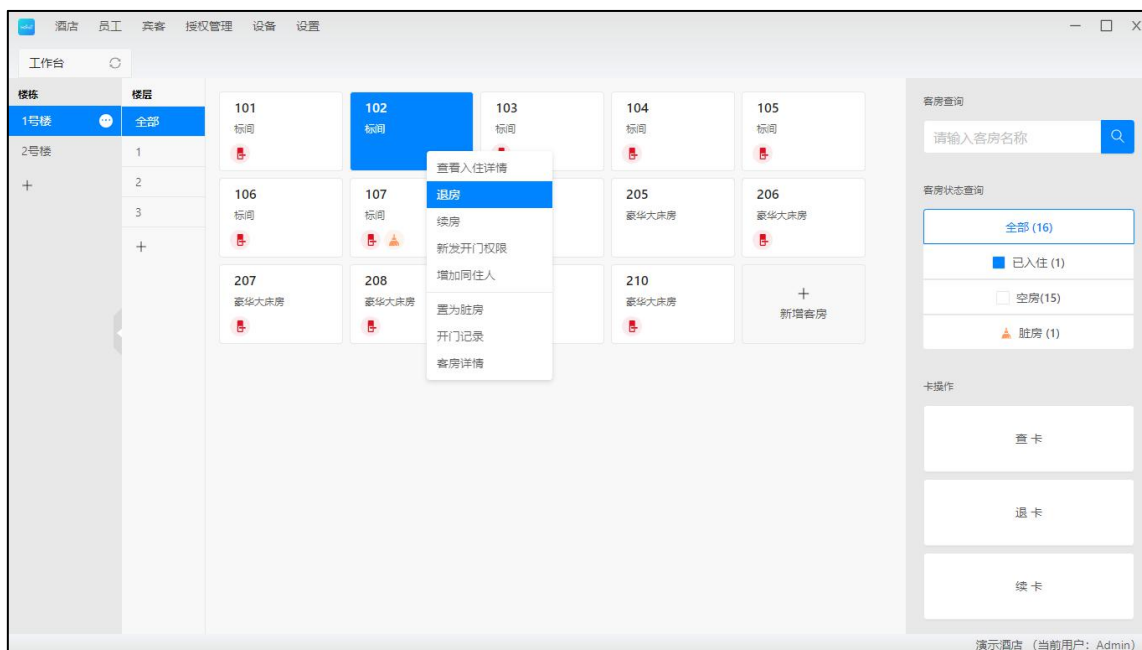 酒店 员工 宾客 授权管理 设备 设置
工作台
楼栋
1号楼
2号楼
+
楼层
全部
1
2
3
+
101
标间
102
标间
103
标间
104
标间
105
标间
106
标间
107
标间
205
豪华大床房
206
豪华大床房
207
豪华大床房
208
豪华大床房
210
豪华大床房
+
新增客房
查看入住详情
退房
续房
新发开门权限
增加同住人
置为脏房
开门记录
客房详情
客房查询
请输入客房名称
客房状态查询
全部 (16)
已入住 (1)
空房(15)
脏房 (1)
卡操作
查 卡
退 卡
续 卡
演示酒店 (当前用户: Admin)